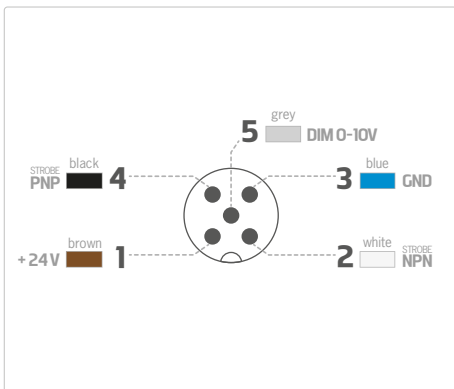 grey
5 DIM 0-10V
black
STROBE
PNP 4
blue
3 GND
brown
+24V 1
white
2 STROBE
NPN